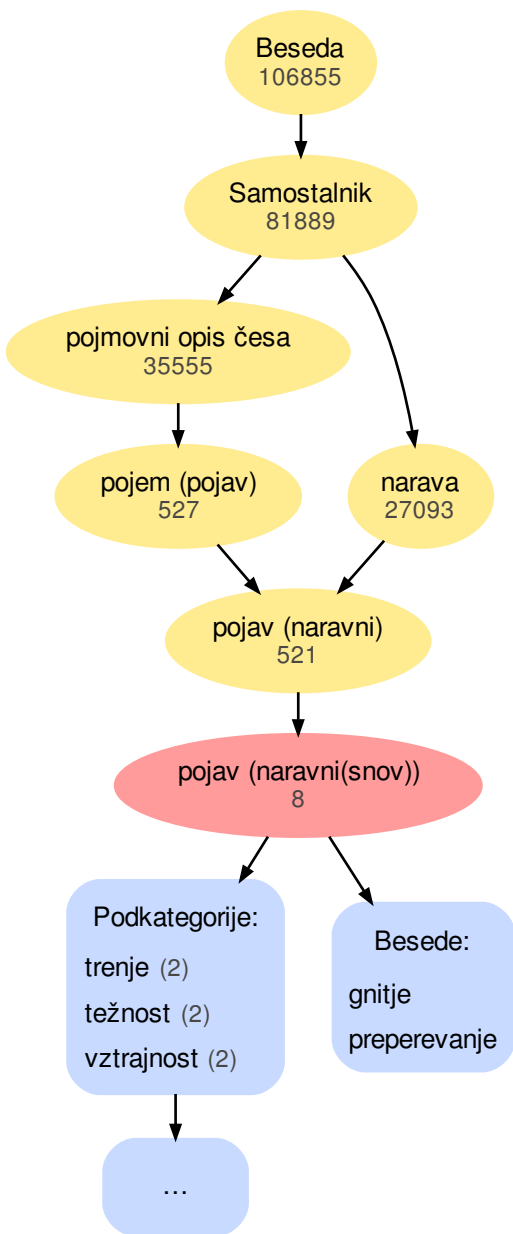 Beseda
106855
Samostalnik
81889
pojmovni opis česa
35555
pojem (pojav)
527
narava
27093
pojav (naravni)
521
pojav (naravni(snov))
8
Podkategorije:
trenje (2)
težnost (2)
vztrajnost (2)
Besede:
gnitje
preperevanje
...